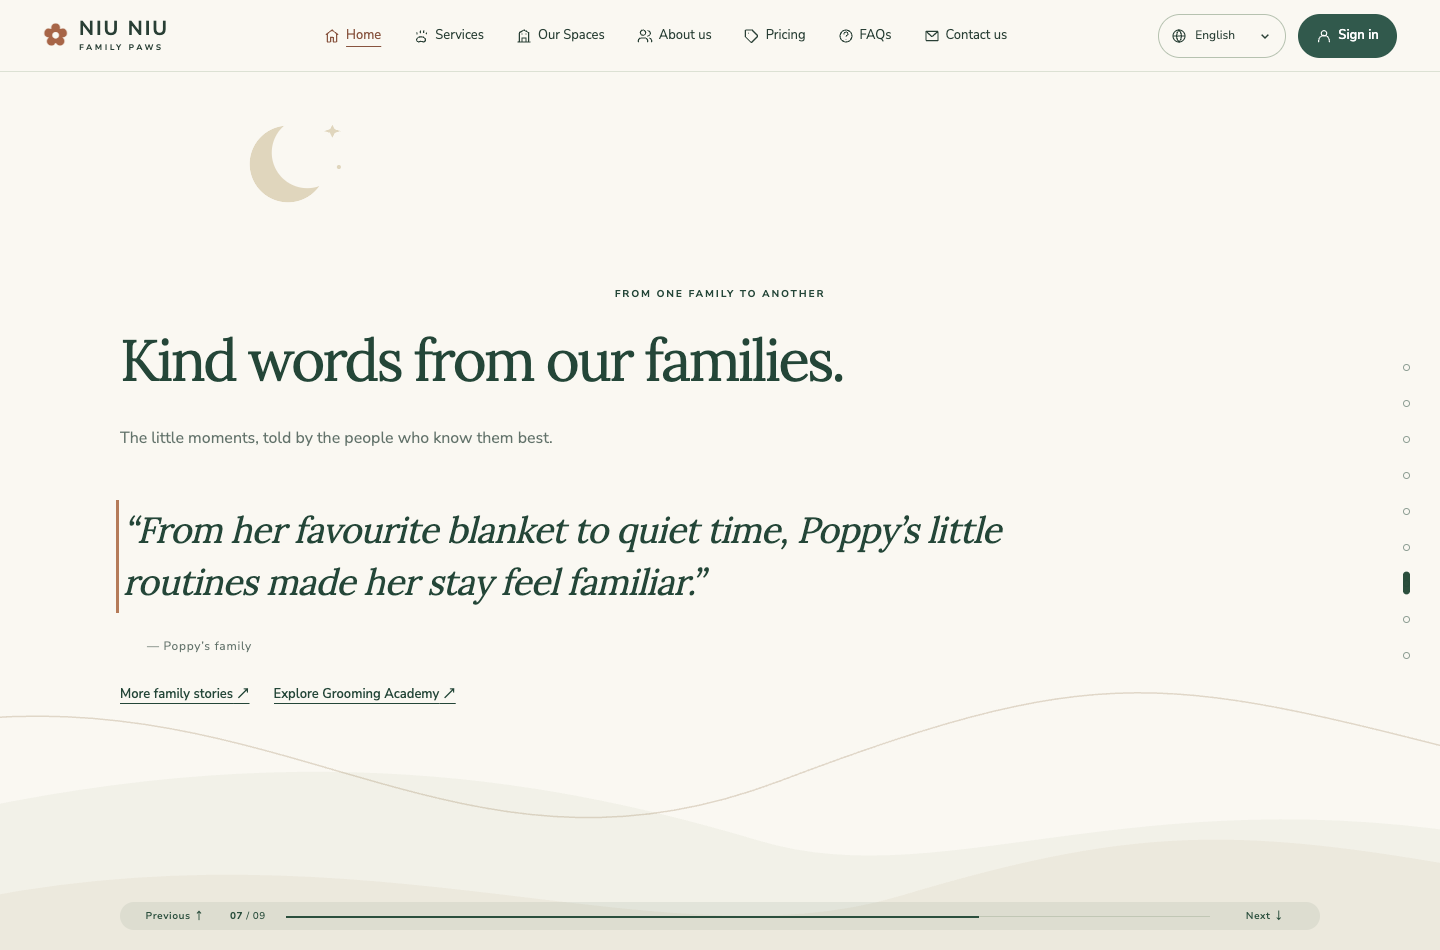 NIU NIU
FAMILY PAWS
Home
Services
Our Spaces
About us
Pricing
FAQs
Contact us
English
Sign in
FROM ONE FAMILY TO ANOTHER
Kind words from our families.
The little moments, told by the people who know them best.
“From her favourite blanket to quiet time, Poppy’s little
routines made her stay feel familiar.”
— Poppy’s family
More family stories ↗
Explore Grooming Academy ↗
Previous ↑
07 / 09
Next ↓